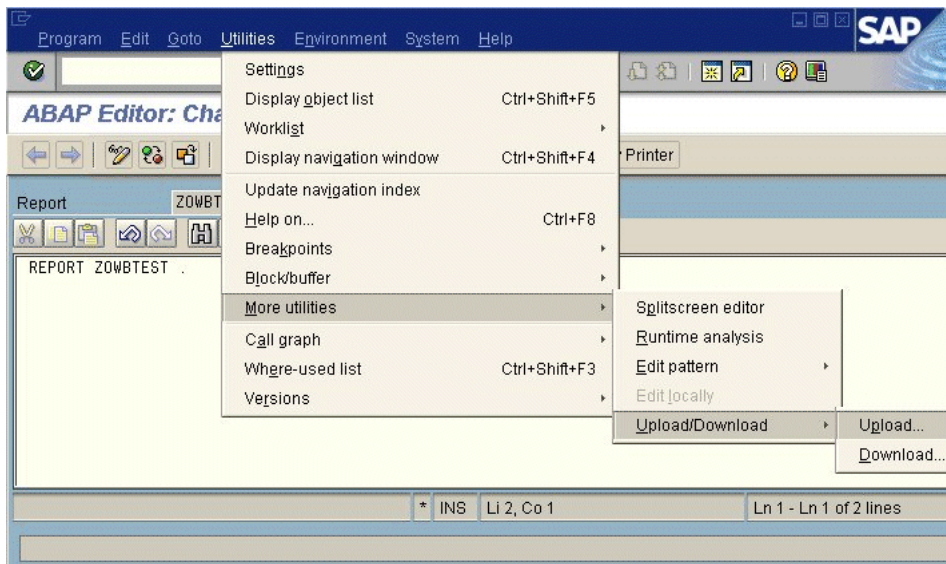 SAP
Program Edit Goto Utilities Environment System Help
Settings
ABAP Editor: Cha
Display object list Ctrl+Shift+F5
Worklist
Display navigation window Ctrl+Shift+F4
Printer
Update navigation index
Report ZOWBT
Help on... Ctrl+F8
Breakpoints
REPORT ZOWBTEST .
Block/buffer
More utilities
Splitscreen editor
Call graph
Runtime analysis
Where-used list Ctrl+Shift+F3
Edit pattern
Versions
Edit locally
Upload/Download
Upload...
Download...
* INS Li 2, Co 1 Ln 1 - Ln 1 of 2 lines